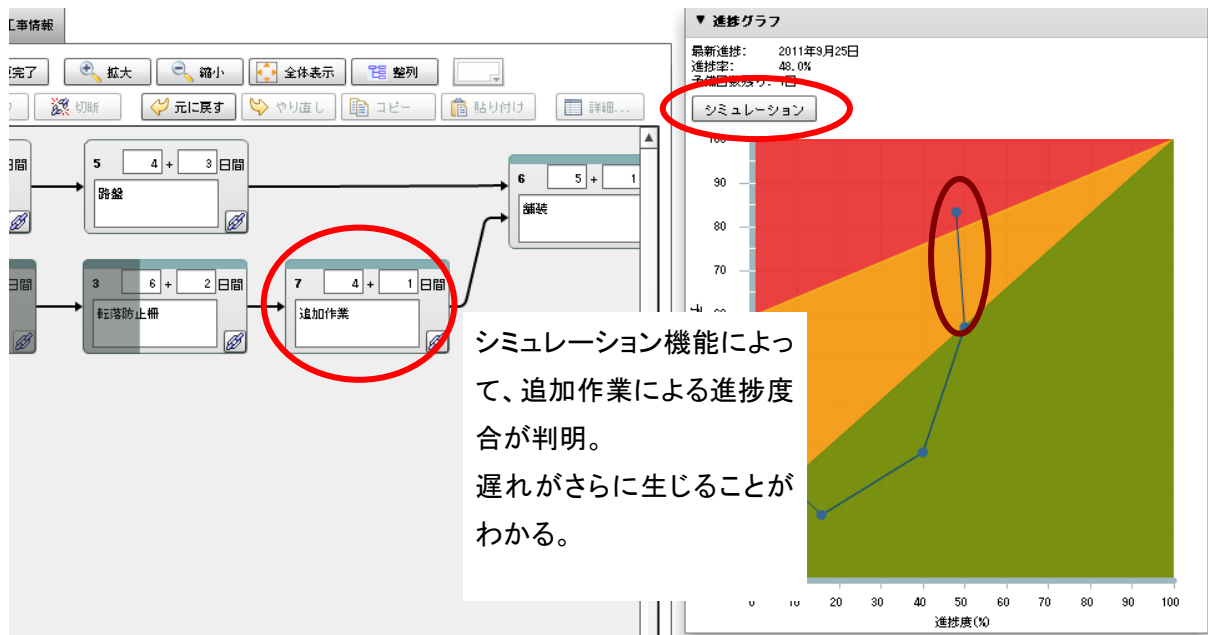 工事情報
完了
拡大
縮小
全体表示
整列
切断
元に戻す
やり直し
コピー
貼り付け
詳細...
日間
5 4 + 3 日間
路盤
6 5 + 1
舗装
日間
3 6 + 2 日間
転落防止柵
7 4 + 1 日間
追加作業
シミュレーション機能によっ
て、追加作業による進捗度
合が判明。
遅れがさらに生じることが
わかる。
▼ 進捗グラフ
最新進捗: 2011年9月25日
進捗率: 48.0%
シミュレーション
100
90
80
70
20 30 40 50 60 70 80 90 100
進捗度(%)